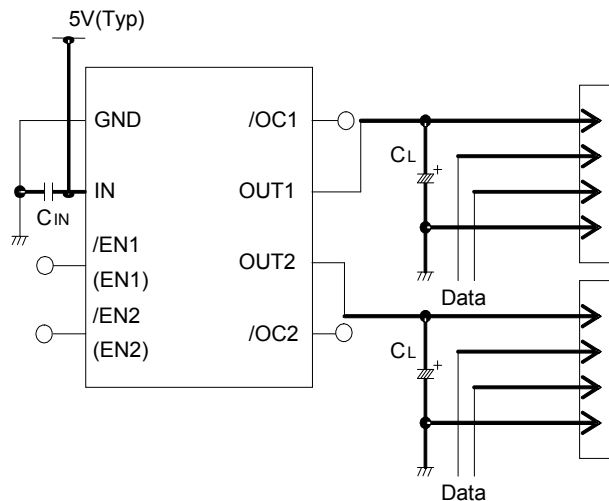 5V(Typ)
GND
/OC1
CL
+
IN
OUT1
CIN
/EN1
(EN1)
OUT2
Data
/EN2
(EN2)
/OC2
CL
+
Data